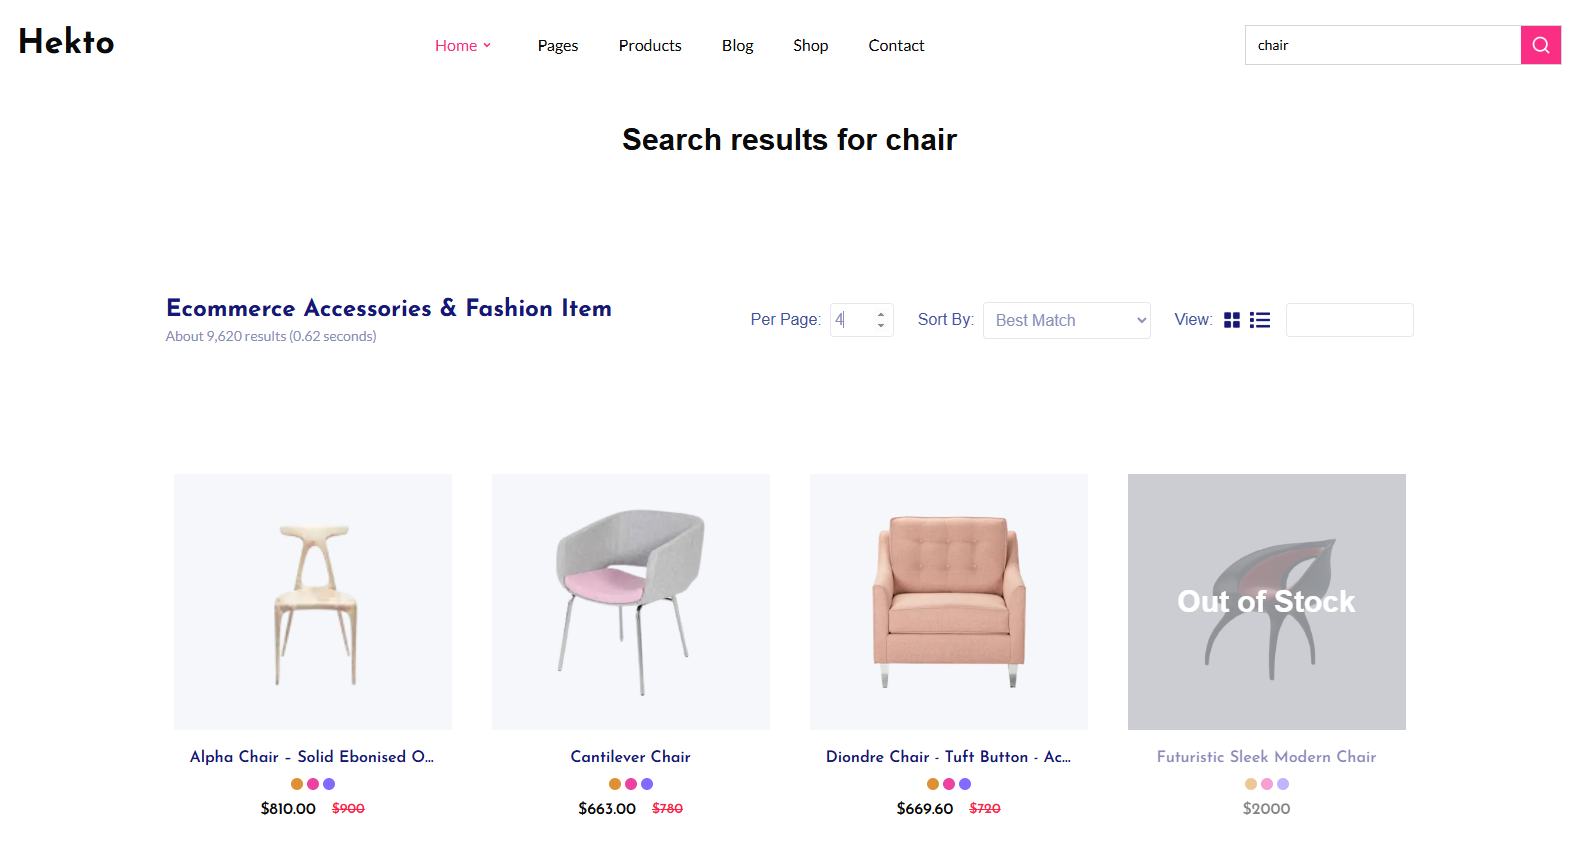 Hekto
Home Pages Products Blog Shop Contact
chair
Search results for chair
Ecommerce Accessories & Fashion Item
About 9,620 results (0.62 seconds)
Per Page: 4 Sort By: Best Match View:
Out of Stock
Alpha Chair – Solid Ebonised O...
$810.00 $900
Cantilever Chair
$663.00 $780
Diondre Chair - Tuft Button - Ac...
$669.60 $720
Futuristic Sleek Modern Chair
$2000